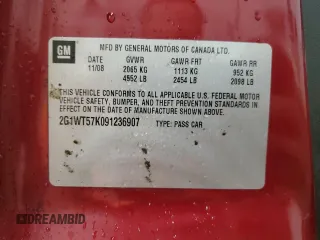 GM
MFD BY GENERAL MOTORS OF CANADA LTD.
DATE GVWR GAWR FRT GAWR RR
11/08 2065 KG 1113 KG 952 KG
4552 LB 2454 LB 2098 LB
THIS VEHICLE CONFORMS TO ALL APPLICABLE U.S. FEDERAL MOTOR
VEHICLE SAFETY, BUMPER, AND THEFT PREVENTION STANDARDS IN
EFFECT ON THE DATE OF MANUFACTURE SHOWN ABOVE.
2G1WT57K091236907 TYPE: PASS CAR
DREAMBID